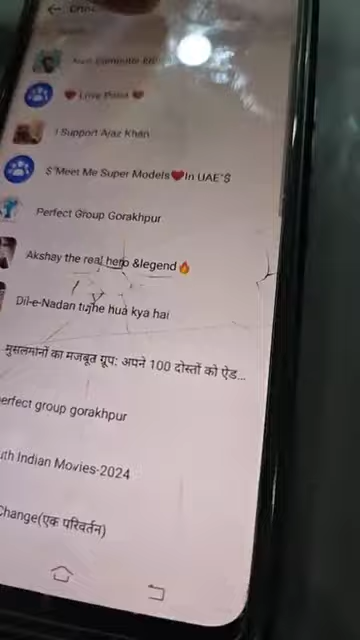 Love Point
I Support Ajaz Khan
$"Meet Me Super Models❤️In UAE"$
Perfect Group Gorakhpur
Akshay the real hero &legend🔥
Dil-e-Nadan tujhe hua kya hai
मुसलमानों का मजबूत ग्रूप: अपने 100 दोस्तों को ऐड...
erfect group gorakhpur
uth Indian Movies-2024
Change(एक परिवर्तन)